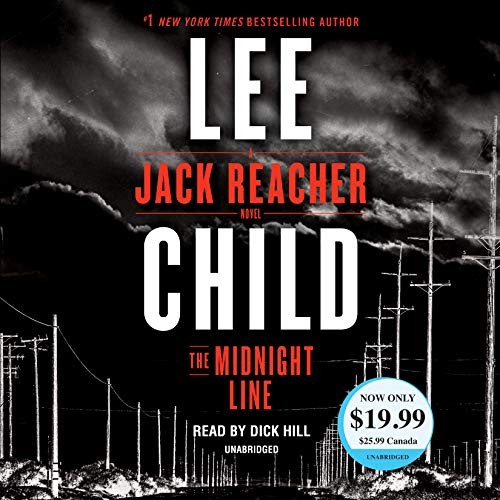 #1 NEW YORK TIMES BESTSELLING AUTHOR
LEE
A
JACK REACHER
NOVEL
CHILD
THE MIDNIGHT
LINE
READ BY DICK HILL
UNABRIDGED
NOW ONLY
$19.99
$25.99 Canada
UNABRIDGED